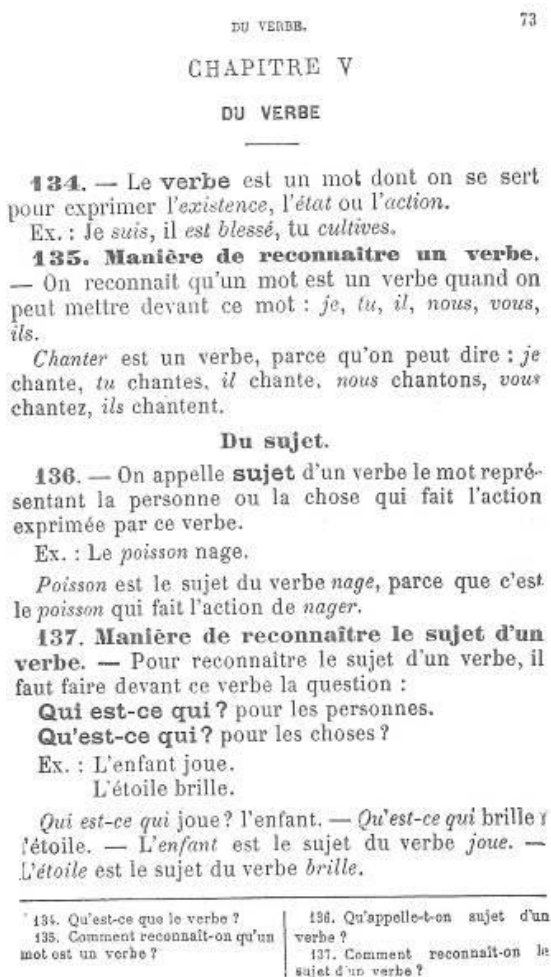 DU VERBE.
73
CHAPITRE V
DU VERBE
134. — Le verbe est un mot dont on se sert
pour exprimer l'existence, l'état ou l'action.
Ex. : Je suis, il est blessé, tu cultives.
135. Manière de reconnaître un verbe.
— On reconnaît qu'un mot est un verbe quand on
peut mettre devant ce mot : je, tu, il, nous, vous,
ils.
Chanter est un verbe, parce qu'on peut dire : je
chante, tu chantes, il chante, nous chantons, vous
chantez, ils chantent.
Du sujet.
136. — On appelle sujet d'un verbe le mot repré-
sentant la personne ou la chose qui fait l'action
exprimée par ce verbe.
Ex. : Le poisson nage.
Poisson est le sujet du verbe nage, parce que c'est
le poisson qui fait l'action de nager.
137. Manière de reconnaître le sujet d'un
verbe. — Pour reconnaître le sujet d'un verbe, il
faut faire devant ce verbe la question :
Qui est-ce qui ? pour les personnes.
Qu'est-ce qui ? pour les choses ?
Ex. : L'enfant joue.
L'étoile brille.
Qui est-ce qui joue ? l'enfant. — Qu'est-ce qui brille ?
l'étoile. — L'enfant est le sujet du verbe joue. —
L'étoile est le sujet du verbe brille.
134. Qu'est-ce que le verbe ?
135. Comment reconnaît-on qu'un
mot est un verbe ?
136. Qu'appelle-t-on sujet d'un
verbe ?
137. Comment reconnaît-on le
sujet d'un verbe ?